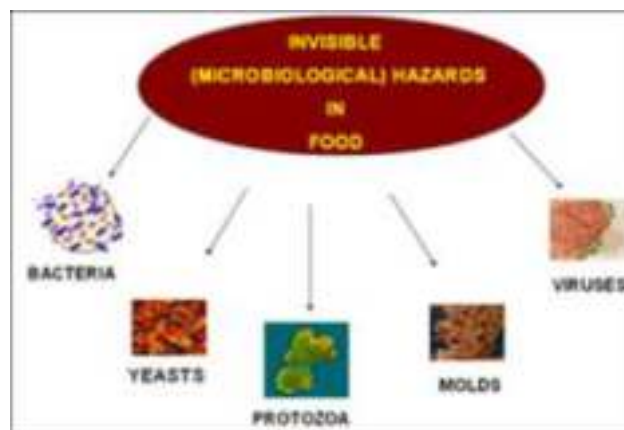 INVISIBLE
(MICROBIOLOGICAL) HAZARDS
IN
FOOD
BACTERIA
YEASTS
PROTOZOA
MOLDS
VIRUSES